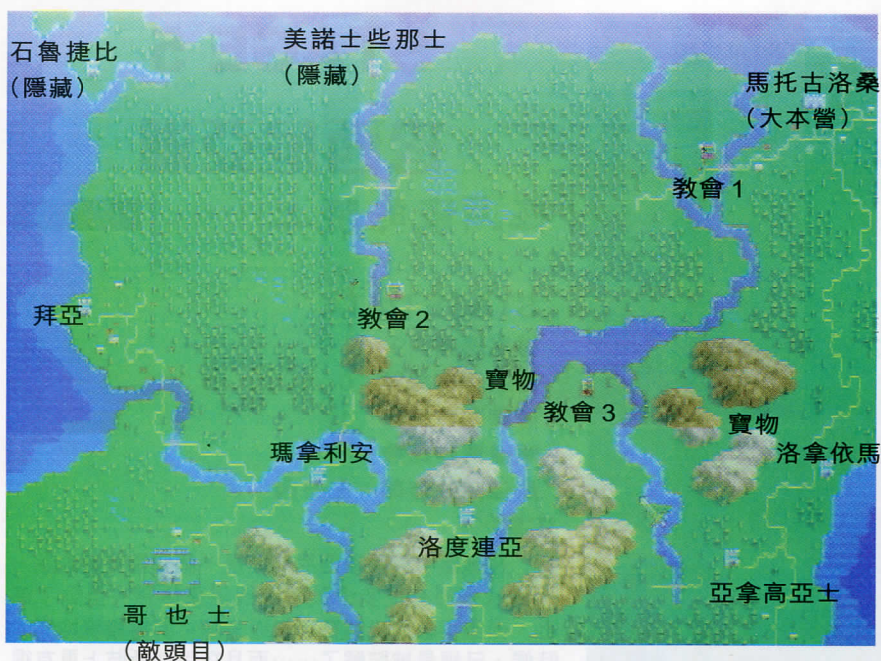 石魯捷比
(隱藏)
美諾士些那士
(隱藏)
馬托古洛桑
(大本營)
教會1
拜亞
教會2
寶物
教會3
寶物
瑪拿利安
洛拿依馬
洛度連亞
亞拿高亞士
哥也士
(敵頭目)